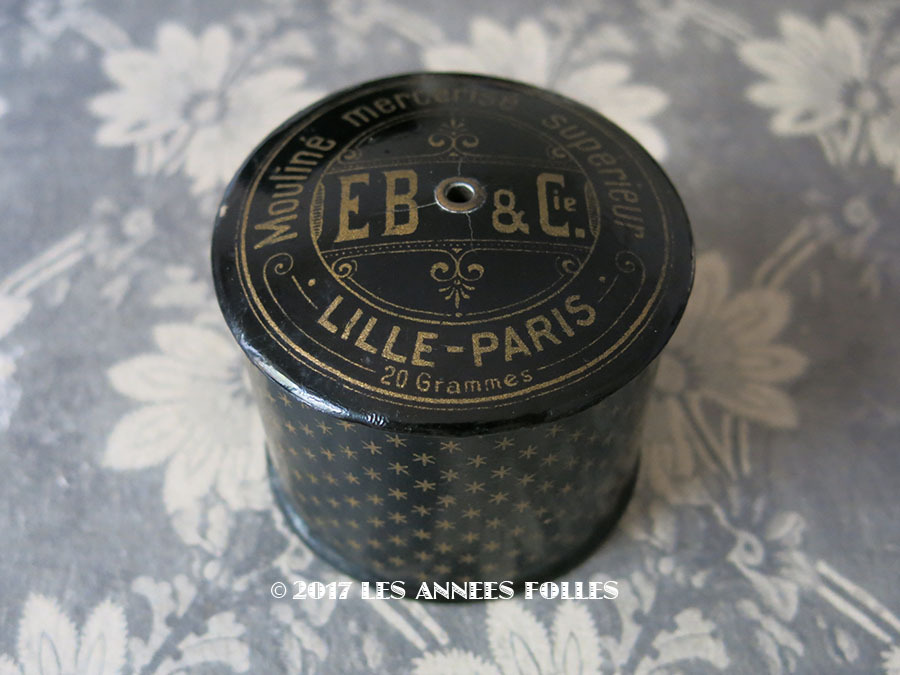 Mouliné mercerisé supérieur
EB & Cie.
· LILLE-PARIS ·
20 Grammes
© 2017 LES ANNEES FOLLES